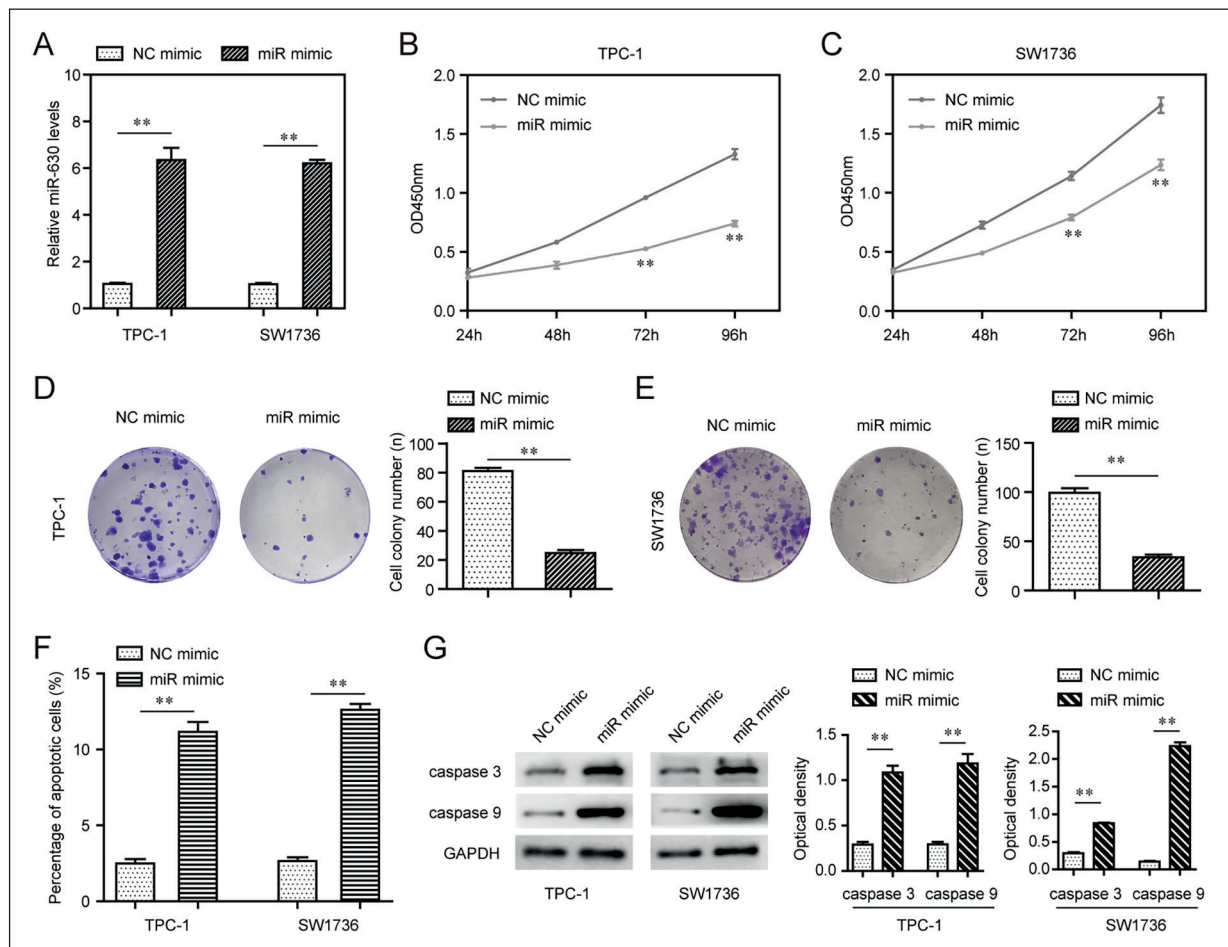 A
NC mimic
miR mimic
Relative miR-630 levels
10
8
6
4
2
0
**
**
TPC-1
SW1736
B
TPC-1
NC mimic
miR mimic
OD450nm
2.0
1.5
1.0
0.5
0.0
**
**
24h
48h
72h
96h
C
SW1736
NC mimic
miR mimic
OD450nm
2.0
1.5
1.0
0.5
0.0
**
**
24h
48h
72h
96h
D
NC mimic
miR mimic
TPC-1
NC mimic
miR mimic
Cell colony number (n)
100
80
60
40
20
0
**
E
NC mimic
miR mimic
SW1736
NC mimic
miR mimic
Cell colony number (n)
150
100
50
0
**
F
NC mimic
miR mimic
Percentage of apoptotic cells (%)
15
10
5
0
**
**
TPC-1
SW1736
G
NC mimic
miR mimic
NC mimic
miR mimic
caspase 3
caspase 9
GAPDH
TPC-1
SW1736
NC mimic
miR mimic
Optical density
1.5
1.0
0.5
0.0
**
**
caspase 3
caspase 9
TPC-1
NC mimic
miR mimic
Optical density
2.5
2.0
1.5
1.0
0.5
0.0
**
**
caspase 3
caspase 9
SW1736